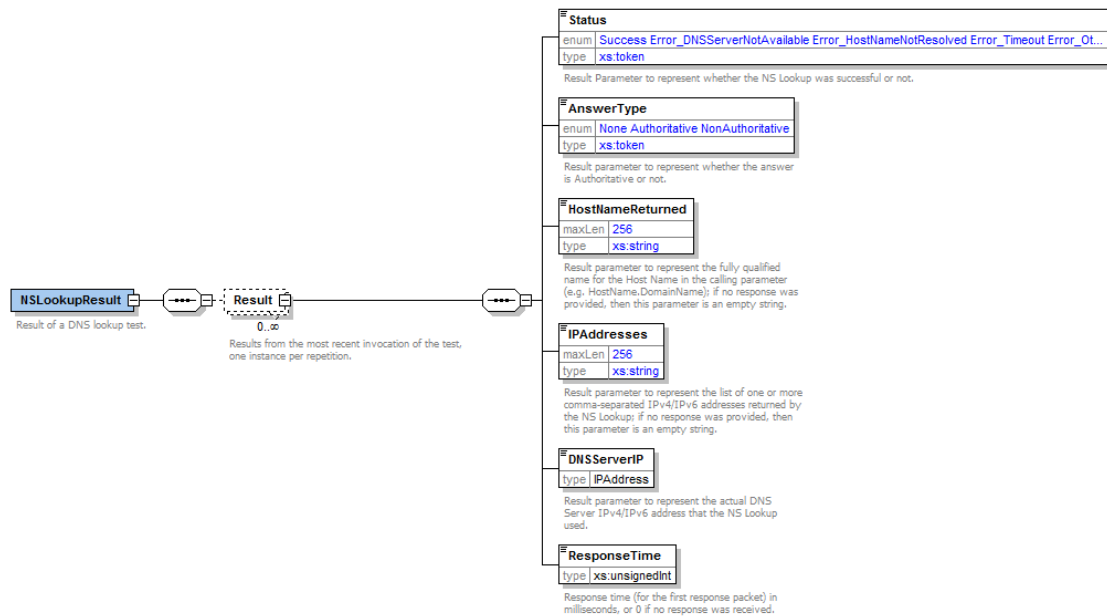 Status
enum Success Error_DNSServerNotAvailable Error_HostNameNotResolved Error_Timeout Error_Ot...
type xs:token
Result Parameter to represent whether the NS Lookup was successful or not.
AnswerType
enum None Authoritative NonAuthoritative
type xs:token
Result parameter to represent whether the answer
is Authoritative or not.
HostNameReturned
maxLen 256
type xs:string
Result parameter to represent the fully qualified
name for the Host Name in the calling parameter
(e.g. HostName.DomainName); if no response was
provided, then this parameter is an empty string.
NSLookupResult
Result of a DNS lookup test.
Result
0..∞
Results from the most recent invocation of the test,
one instance per repetition.
IPAddresses
maxLen 256
type xs:string
Result parameter to represent the list of one or more
comma-separated IPv4/IPv6 addresses returned by
the NS Lookup; if no response was provided, then
this parameter is an empty string.
DNSServerIP
type IPAddress
Result parameter to represent the actual DNS
Server IPv4/IPv6 address that the NS Lookup
used.
ResponseTime
type xs:unsignedInt
Response time (for the first response packet) in
milliseconds, or 0 if no response was received.